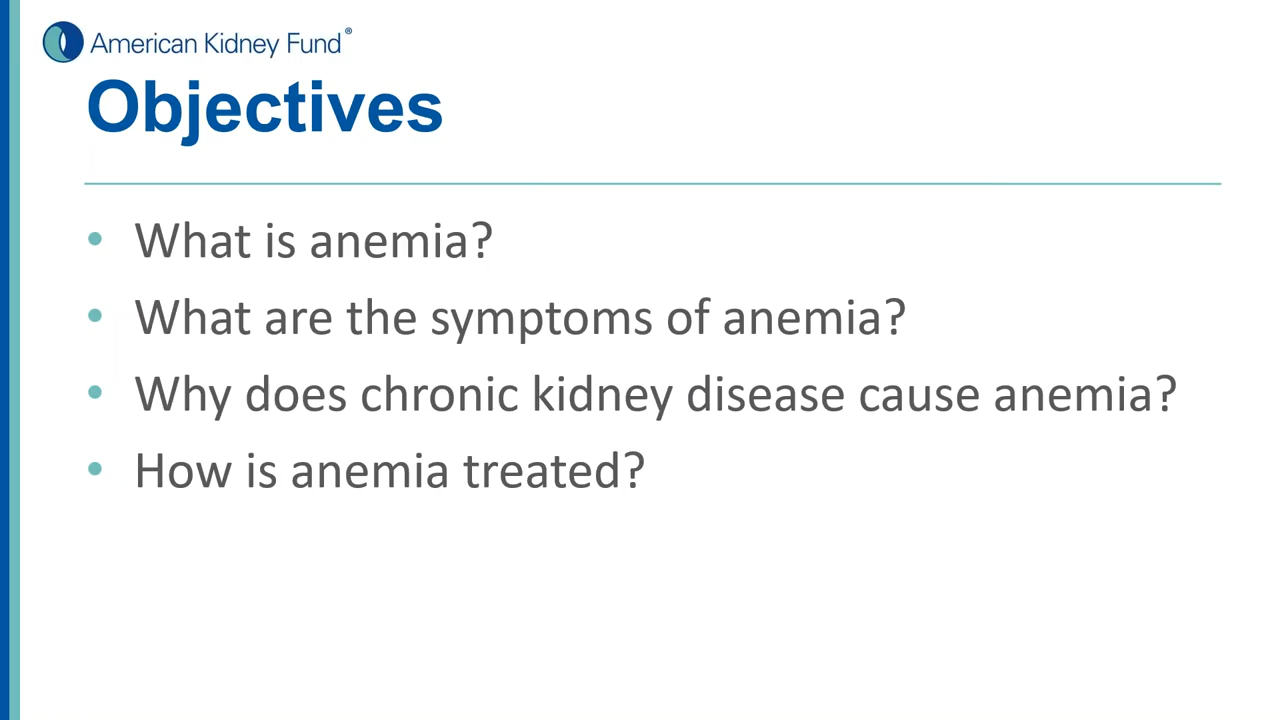 American Kidney Fund®
Objectives
• What is anemia?
• What are the symptoms of anemia?
• Why does chronic kidney disease cause anemia?
• How is anemia treated?